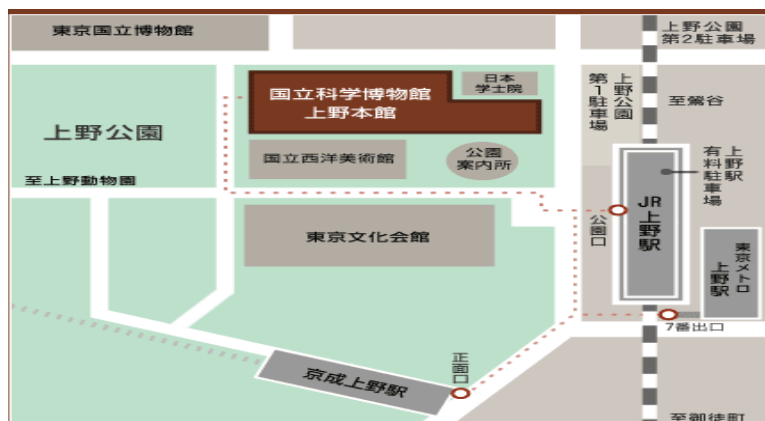 東京国立博物館
上野公園
第2駐車場
国立科学博物館
上野本館
日本
学士院
上野公園
第1駐車場
至鶯谷
上野公園
国立西洋美術館
公園
案内所
上野駅
有料駐車場
至上野動物園
JR上野駅
公園口
東京文化会館
東京メトロ
上野駅
7番出口
正面口
京成上野駅
至御徒町